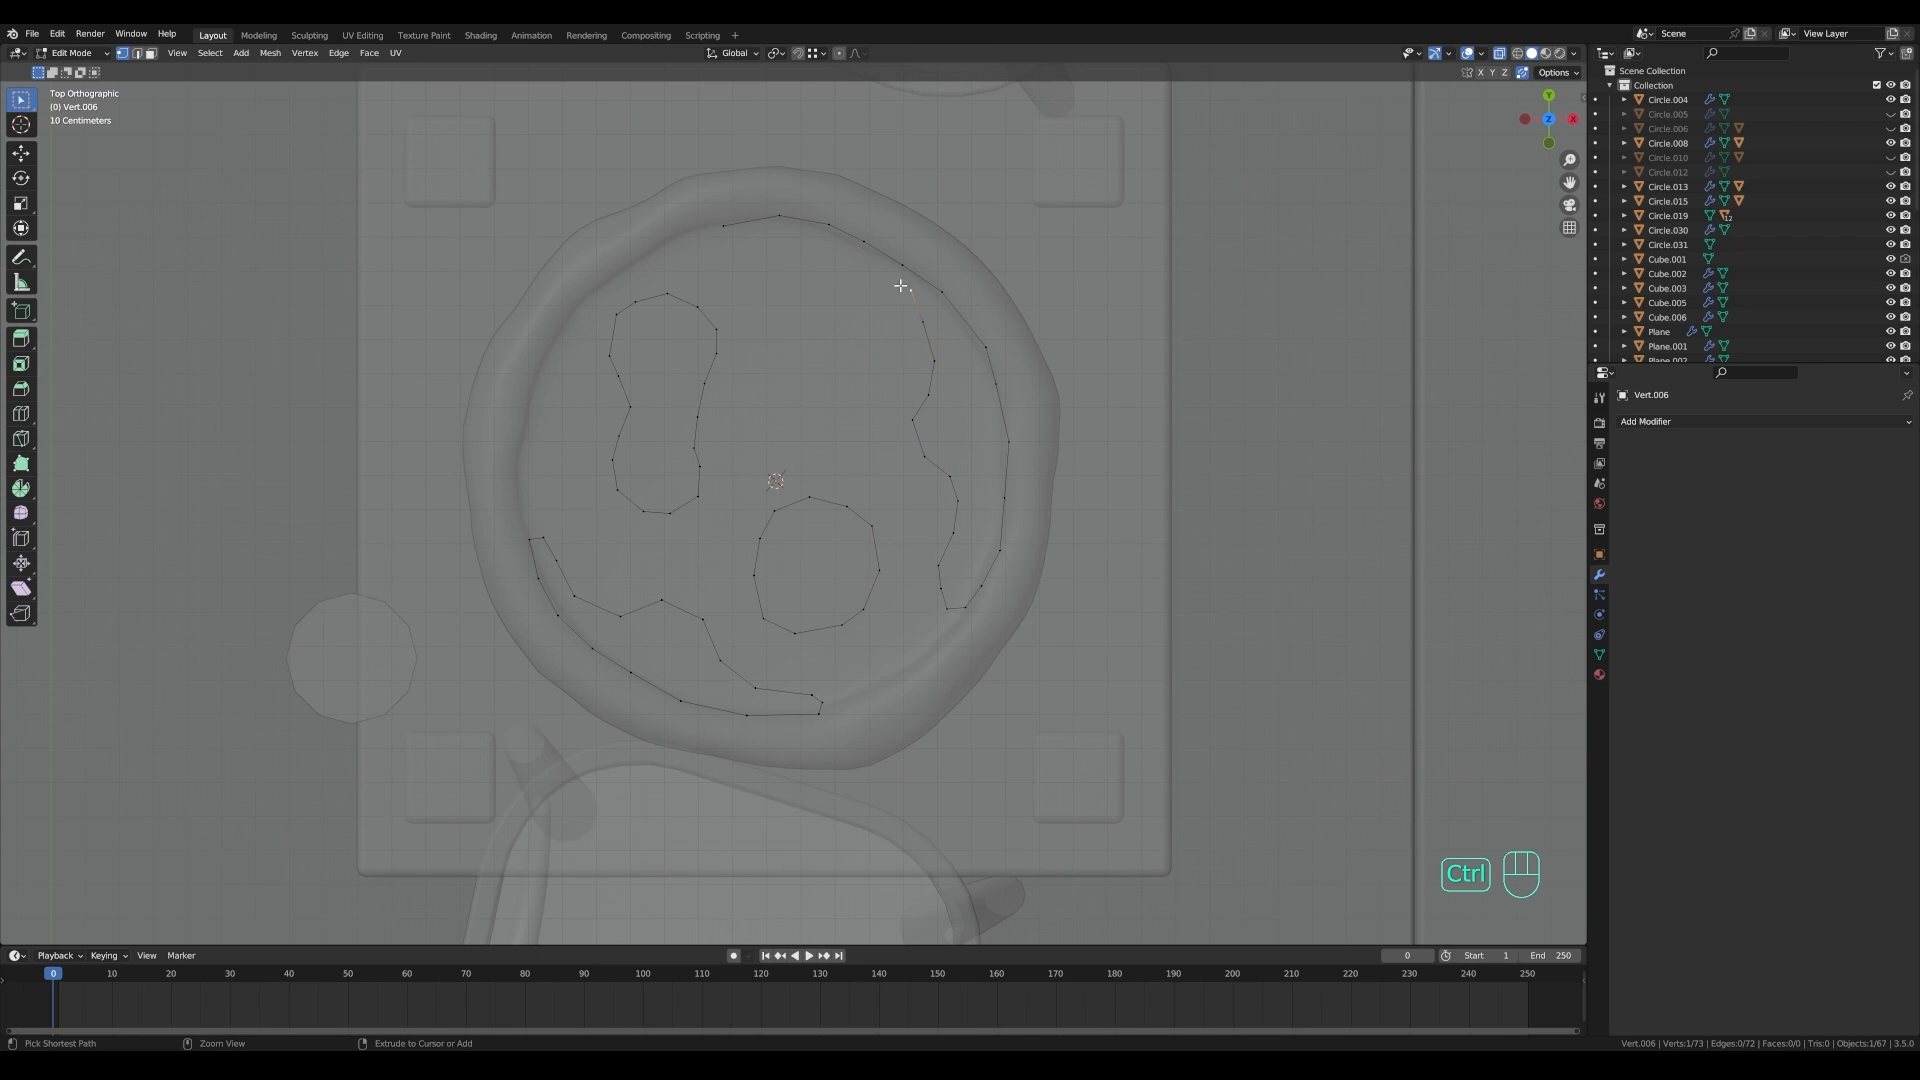 File Edit Render Window Help Layout Modeling Sculpting UV Editing Texture Paint Shading Animation Rendering Compositing Scripting + Scene View Layer
Edit Mode View Select Add Mesh Vertex Edge Face UV Global
X Y Z Options
Top Orthographic
(0) Vert.006
10 Centimeters
Y
Z
X
Scene Collection
Collection
Circle.004
Circle.005
Circle.006
Circle.008
Circle.010
Circle.012
Circle.013
Circle.015
Circle.019 12
Circle.030
Circle.031
Cube.001
Cube.002
Cube.003
Cube.005
Cube.006
Plane
Plane.001
Plane.002
Vert.006
Add Modifier
Ctrl
Playback Keying View Marker 0 Start 1 End 250
0 10 20 30 40 50 60 70 80 90 100 110 120 130 140 150 160 170 180 190 200 210 220 230 240 250
Pick Shortest Path Zoom View Extrude to Cursor or Add Vert.006 | Verts:1/73 | Edges:0/72 | Faces:0/0 | Tris:0 | Objects:1/67 | 3.5.0